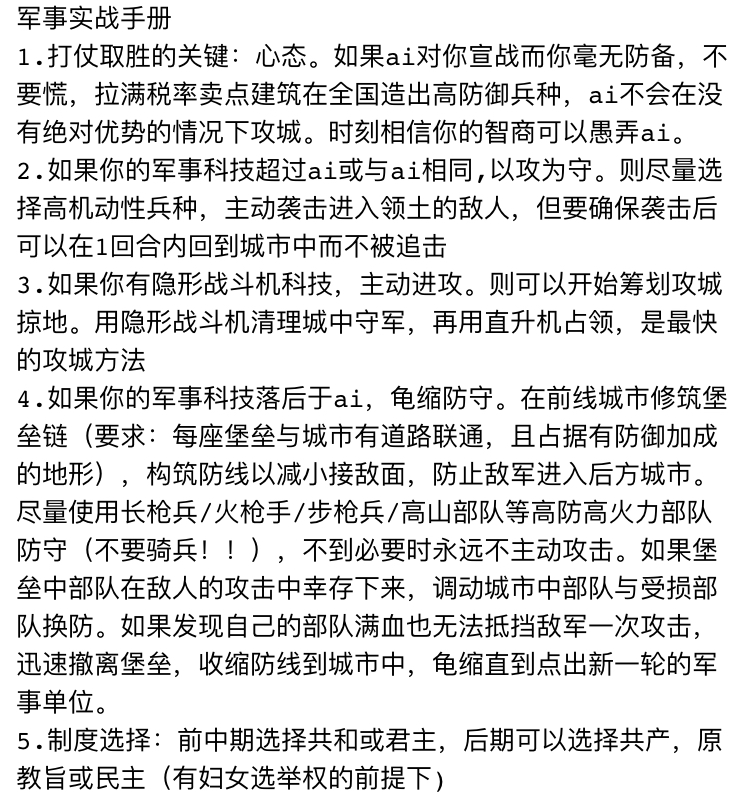 军事实战手册
1.打仗取胜的关键：心态。如果ai对你宣战而你毫无防备，不
要慌，拉满税率卖点建筑在全国造出高防御兵种，ai不会在没
有绝对优势的情况下攻城。时刻相信你的智商可以愚弄ai。
2.如果你的军事科技超过ai或与ai相同,以攻为守。则尽量选
择高机动性兵种，主动袭击进入领土的敌人，但要确保袭击后
可以在1回合内回到城市中而不被追击
3.如果你有隐形战斗机科技，主动进攻。则可以开始筹划攻城
掠地。用隐形战斗机清理城中守军，再用直升机占领，是最快
的攻城方法
4.如果你的军事科技落后于ai，龟缩防守。在前线城市修筑堡
垒链（要求：每座堡垒与城市有道路联通，且占据有防御加成
的地形），构筑防线以减小接敌面，防止敌军进入后方城市。
尽量使用长枪兵/火枪手/步枪兵/高山部队等高防高火力部队
防守（不要骑兵！！），不到必要时永远不主动攻击。如果堡
垒中部队在敌人的攻击中幸存下来，调动城市中部队与受损部
队换防。如果发现自己的部队满血也无法抵挡敌军一次攻击，
迅速撤离堡垒，收缩防线到城市中，龟缩直到点出新一轮的军
事单位。
5.制度选择：前中期选择共和或君主，后期可以选择共产，原
教旨或民主（有妇女选举权的前提下）